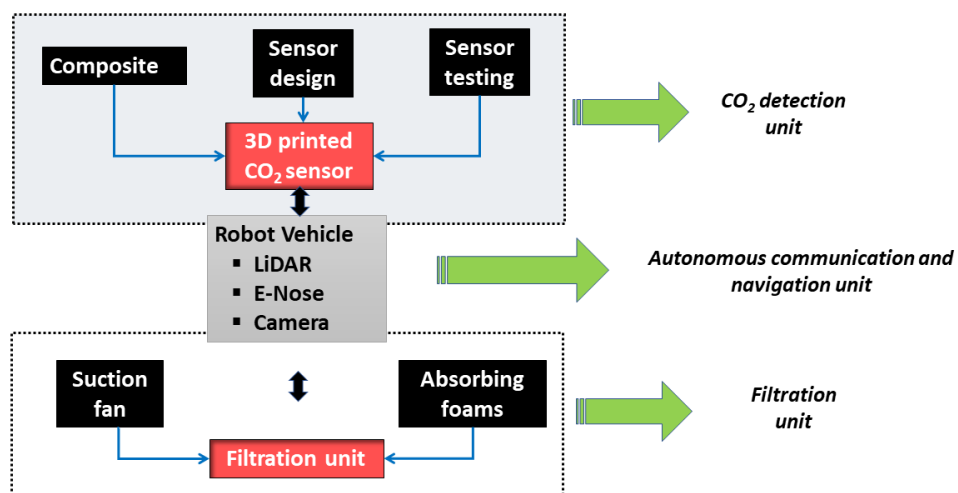 Composite
Sensor
design
Sensor
testing
3D printed
CO₂ sensor
CO₂ detection
unit
Robot Vehicle
▪ LiDAR
▪ E-Nose
▪ Camera
Autonomous communication and
navigation unit
Suction
fan
Absorbing
foams
Filtration unit
Filtration
unit